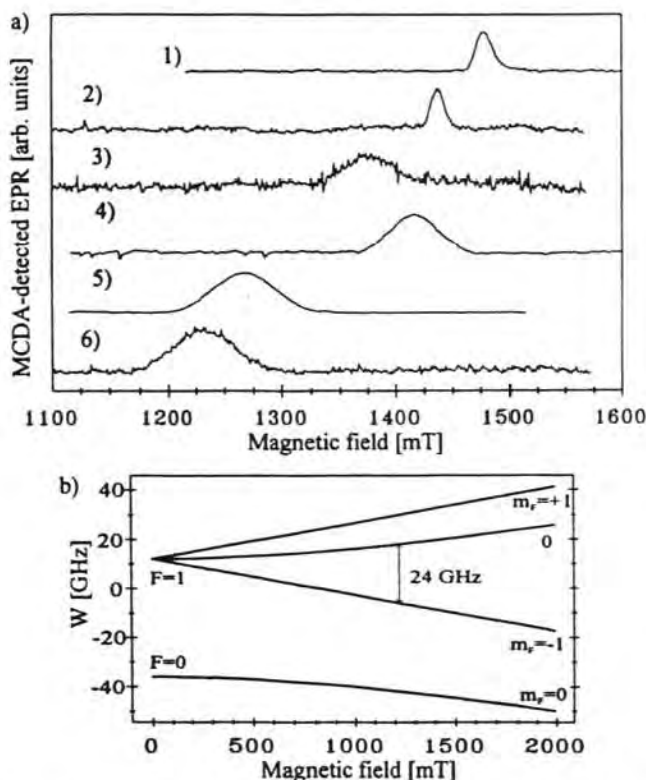 a)
MCDA-detected EPR [arb. units]
1)
2)
3)
4)
5)
6)
1100 1200 1300 1400 1500 1600
Magnetic field [mT]
b)
W [GHz]
40
20
0
-20
-40
F=1
F=0
24 GHz
m_F=+1
0
m_F=-1
m_F=0
0 500 1000 1500 2000
Magnetic field [mT]